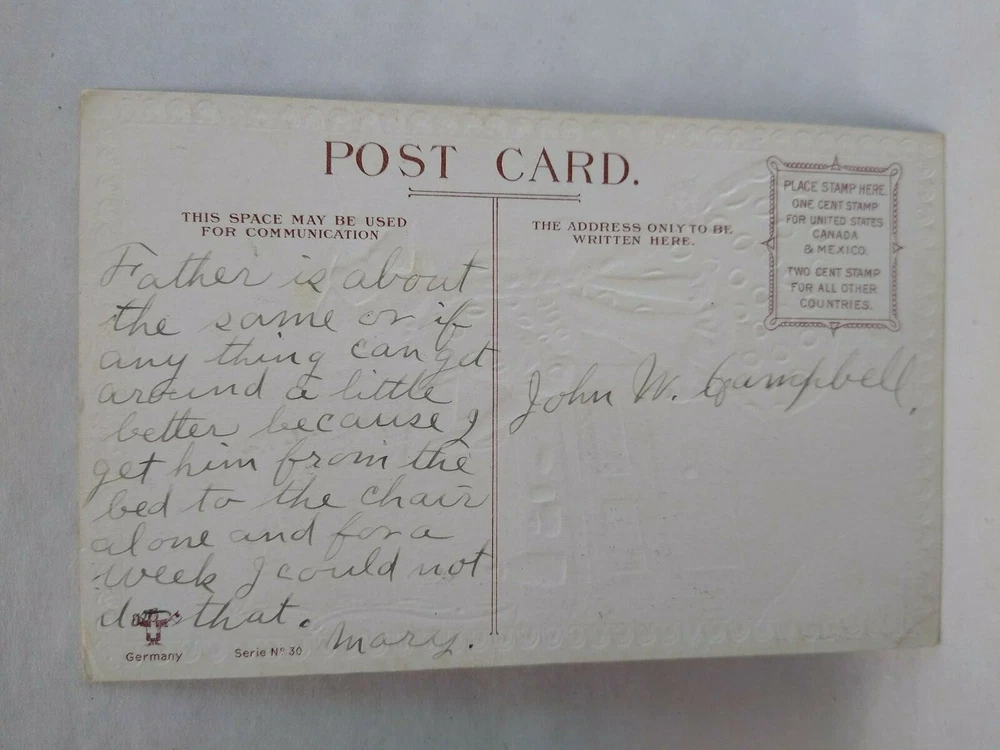 POST CARD.
THIS SPACE MAY BE USED
FOR COMMUNICATION
Father is about
the same or if
any thing can get
around a little
better because I
get him from the
bed to the chair
alone and for a
week I could not
do that.
Mary.
Germany
Serie No 30
THE ADDRESS ONLY TO BE
WRITTEN HERE.
PLACE STAMP HERE.
ONE CENT STAMP
FOR UNITED STATES
CANADA
& MEXICO.
TWO CENT STAMP
FOR ALL OTHER
COUNTRIES.
John W. Campbell.